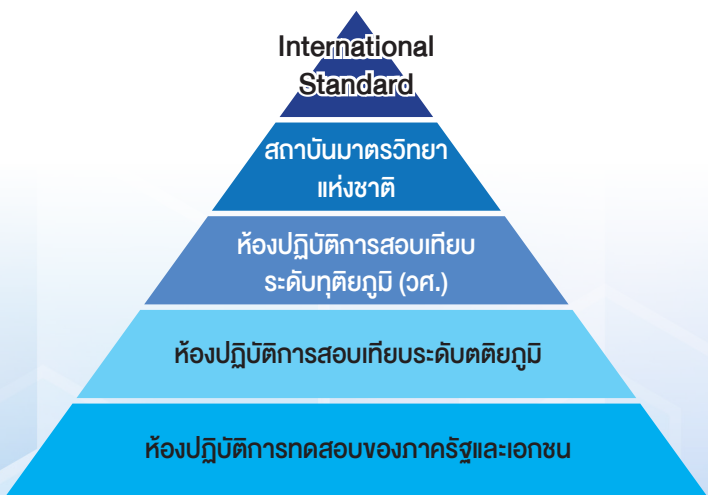 International
Standard
สถาบันมาตรวิทยา
แห่งชาติ
ห้องปฏิบัติการสอบเทียบ
ระดับทุติยภูมิ (วศ.)
ห้องปฏิบัติการสอบเทียบระดับตติยภูมิ
ห้องปฏิบัติการทดสอบของภาครัฐและเอกชน